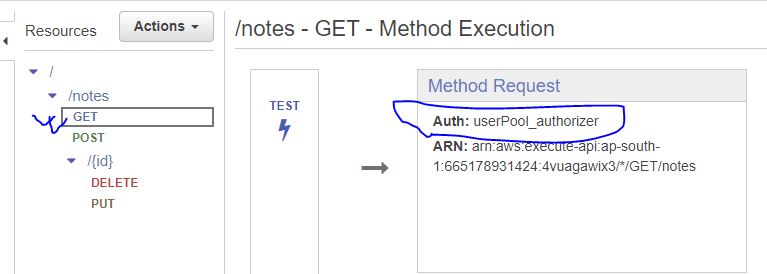 Resources
Actions
/notes - GET - Method Execution
/
/notes
GET
POST
/{id}
DELETE
PUT
TEST
Method Request
Auth: userPool_authorizer
ARN: arn:aws:execute-api:ap-south-
1:665178931424:4vuagawix3/*/GET/notes